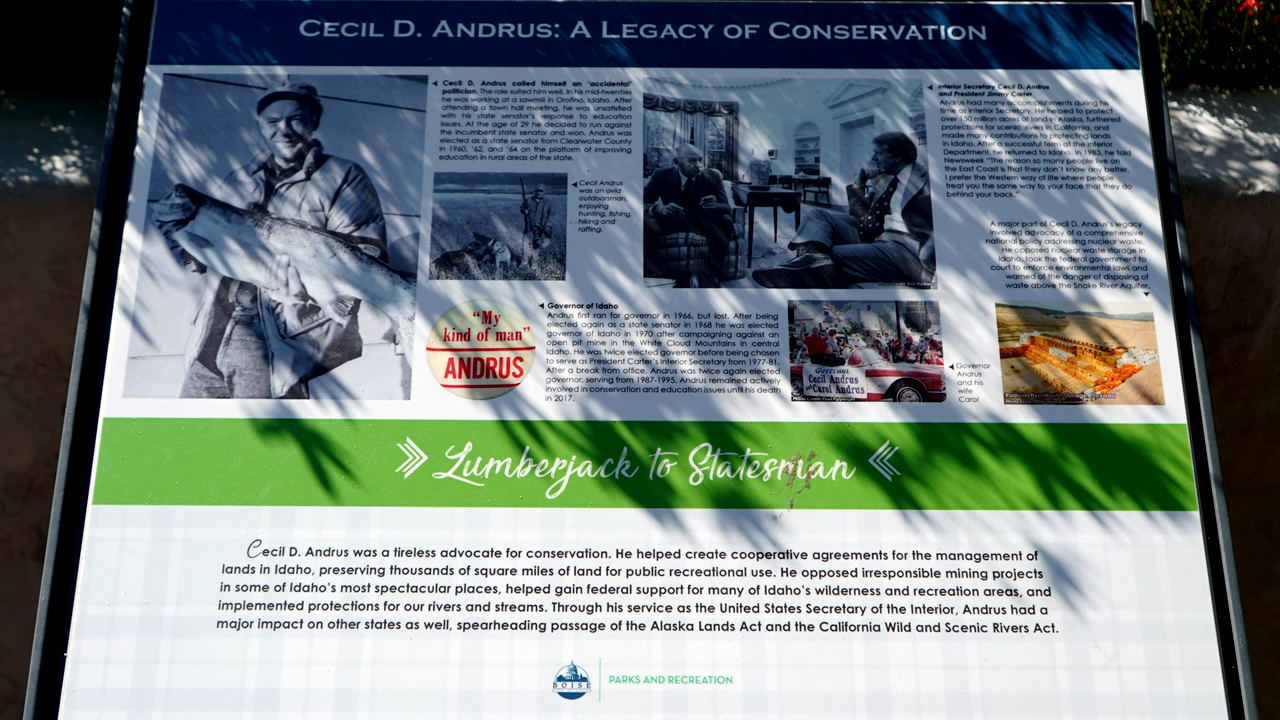 Cecil D. Andrus: A Legacy of Conservation
Cecil D. Andrus called himself an 'accidental
politician. The role suited him well. In his mid-twenties
he was working at a sawmill in Orofino, Idaho. After
attending a town hall meeting, he was unsatisfied
with his state senator's response to education
issues. At the age of 29 he decided to run against
the incumbent state senator and won. Andrus was
elected as a state senator from Clearwater County
in 1960, '62, and '64 on the platform of improving
education in rural areas of the state.
Cecil Andrus
was an avid
outdoorsman,
enjoying
hunting, fishing,
hiking and
rafting.
Interior Secretary Cecil D. Andrus
and President Jimmy Carter
Andrus had many accomplishments during his
time as Interior Secretary. He helped to protect
over 150 million acres of land in Alaska, furthered
protections for scenic rivers in California, and
made many contributions to protecting lands
in Idaho. After a successful term at the Interior
Department, he returned to Idaho. In 1983, he told
Newsweek "The reason so many people live on
the East Coast is that they don't know any better.
I prefer the Western way of life where people
treat you the same way to your face that they do
behind your back."
A major part of Cecil D. Andrus's legacy
involved advocacy of a comprehensive
national policy addressing nuclear waste.
He opposed nuclear waste storage in
Idaho, took the federal government to
court to enforce environmental laws and
warned of the danger of disposing of
waste above the Snake River Aquifer.
"My
kind of man"
ANDRUS
Governor of Idaho
Andrus first ran for governor in 1966, but lost. After being
elected again as a state senator in 1968 he was elected
governor of Idaho in 1970 after campaigning against an
open pit mine in the White Cloud Mountains in central
Idaho. He was twice elected governor before being chosen
to serve as President Carter's Interior Secretary from 1977-81.
After a break from office, Andrus was twice again elected
governor, serving from 1987-1995. Andrus remained actively
involved in conservation and education issues until his death
in 2017.
Governor
Cecil Andrus
Carol Andrus
Governor
Andrus
and his
wife
Carol
Radioactive Waste Storage, Nevada
Lumberjack to Statesman
Cecil D. Andrus was a tireless advocate for conservation. He helped create cooperative agreements for the management of
lands in Idaho, preserving thousands of square miles of land for public recreational use. He opposed irresponsible mining projects
in some of Idaho's most spectacular places, helped gain federal support for many of Idaho's wilderness and recreation areas, and
implemented protections for our rivers and streams. Through his service as the United States Secretary of the Interior, Andrus had a
major impact on other states as well, spearheading passage of the Alaska Lands Act and the California Wild and Scenic Rivers Act.
BOISE
PARKS AND RECREATION